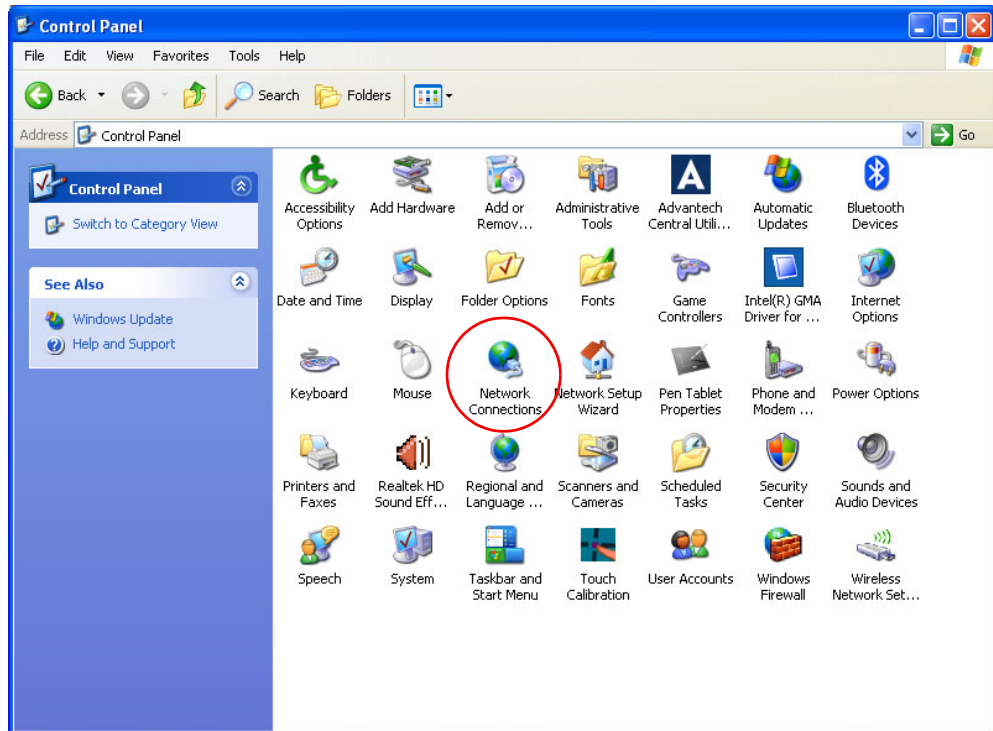 Control Panel
File Edit View Favorites Tools Help
Back Search Folders
Address Control Panel Go
Control Panel
Switch to Category View
See Also
Windows Update
Help and Support
Accessibility Options
Add Hardware
Add or Remov...
Administrative Tools
Advantech Central Utili...
Automatic Updates
Bluetooth Devices
Date and Time
Display
Folder Options
Fonts
Game Controllers
Intel(R) GMA Driver for ...
Internet Options
Keyboard
Mouse
Network Connections
Network Setup Wizard
Pen Tablet Properties
Phone and Modem ...
Power Options
Printers and Faxes
Realtek HD Sound Eff...
Regional and Language ...
Scanners and Cameras
Scheduled Tasks
Security Center
Sounds and Audio Devices
Speech
System
Taskbar and Start Menu
Touch Calibration
User Accounts
Windows Firewall
Wireless Network Set...